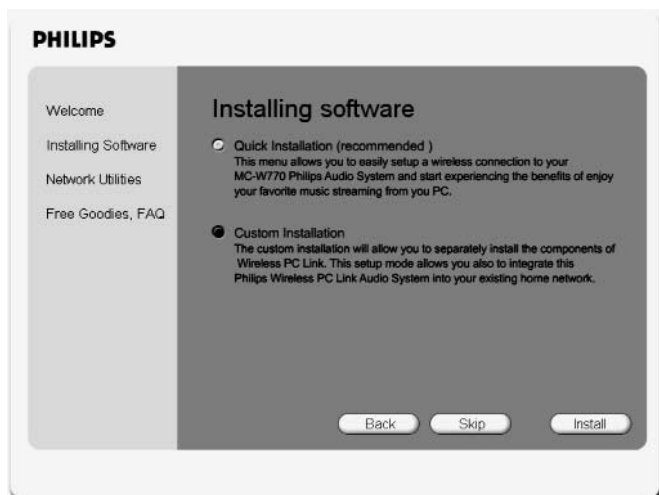 PHILIPS
Welcome
Installing Software
Network Utilities
Free Goodies, FAQ
Installing software
Quick Installation (recommended )
This menu allows you to easily setup a wireless connection to your
MC-W770 Philips Audio System and start experiencing the benefits of enjoy
your favorite music streaming from you PC.
Custom Installation
The custom installation will allow you to separately install the components of
Wireless PC Link. This setup mode allows you also to integrate this
Philips Wireless PC Link Audio System into your existing home network.
Back
Skip
Install